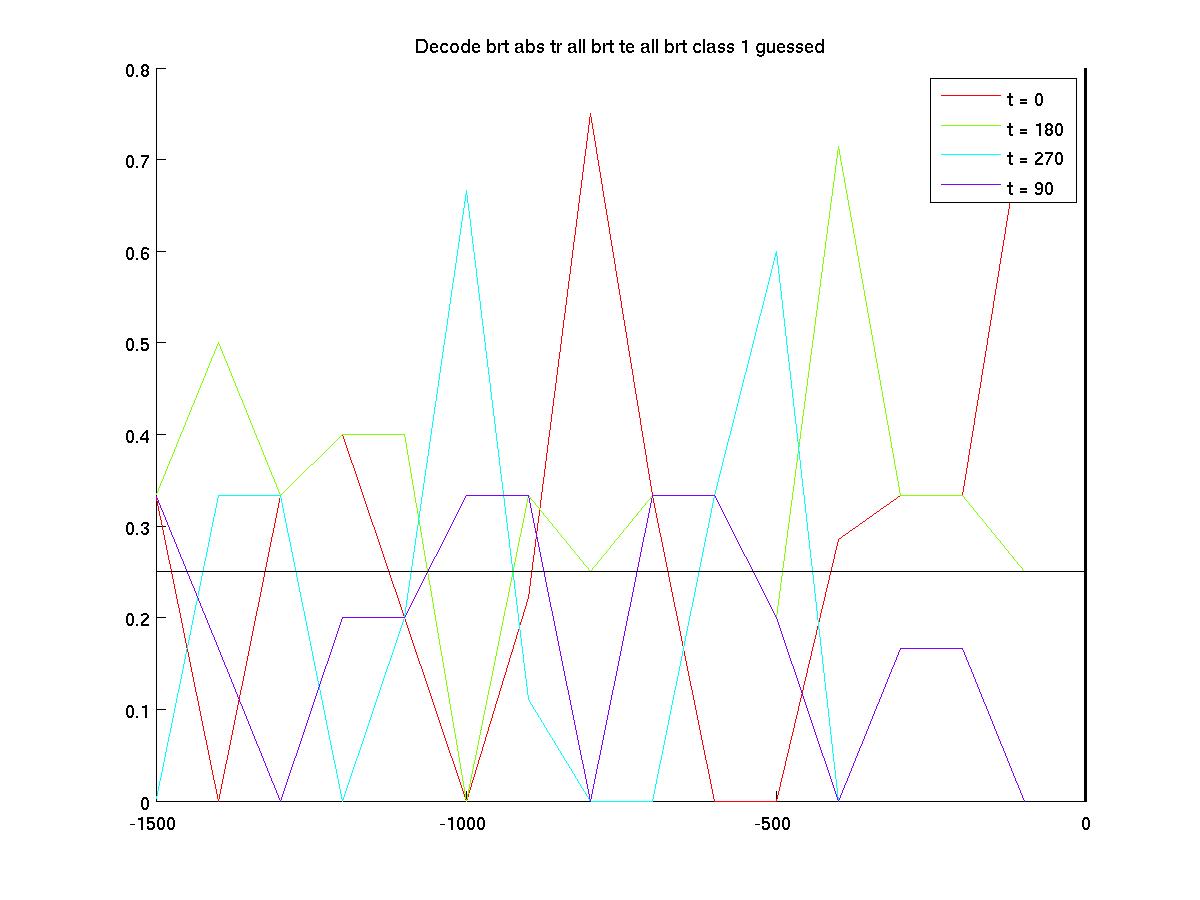 Decode brt abs tr all brt te all brt class 1 guessed
0.8
0.7
0.6
0.5
0.4
0.3
0.2
0.1
0
-1500
-1000
-500
0
t = 0
t = 180
t = 270
t = 90